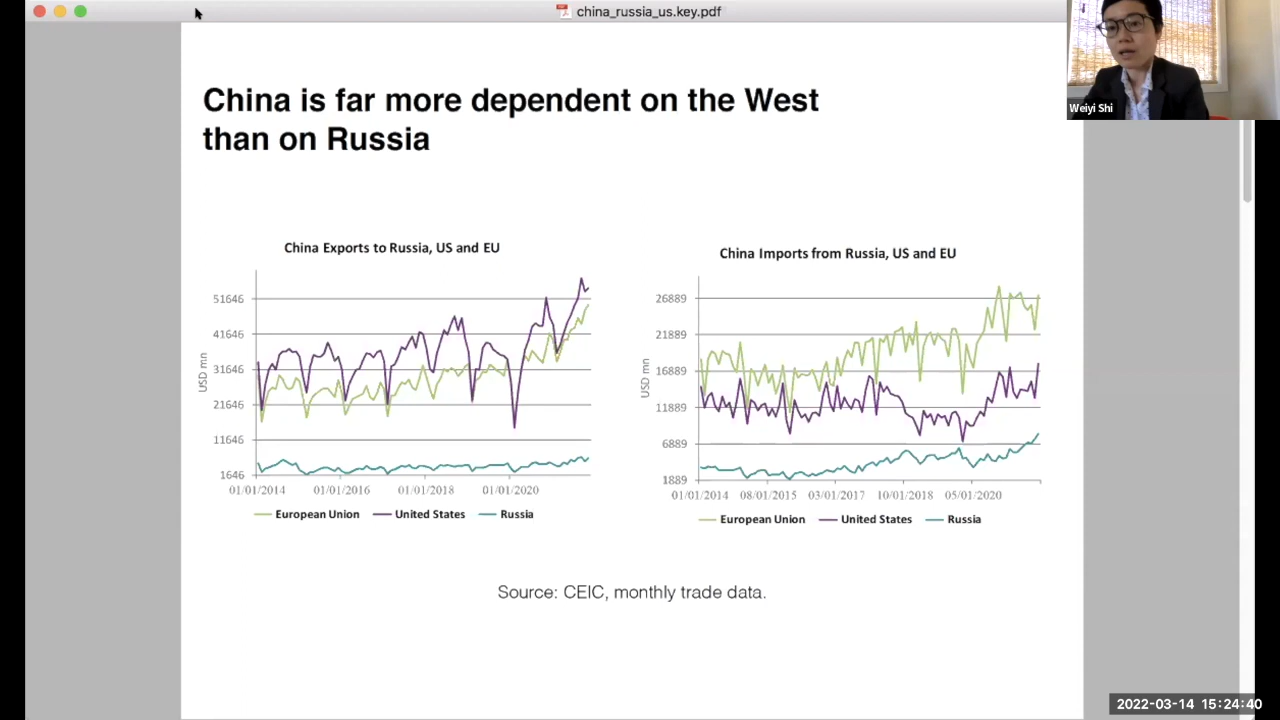 china_russia_us.key.pdf
Weiyi Shi
China is far more dependent on the West
than on Russia
China Exports to Russia, US and EU
51646
41646
31646
21646
11646
1646
USD mn
01/01/2014 01/01/2016 01/01/2018 01/01/2020
European Union United States Russia
China Imports from Russia, US and EU
26889
21889
16889
11889
6889
1889
USD mn
01/01/2014 08/01/2015 03/01/2017 10/01/2018 05/01/2020
European Union United States Russia
Source: CEIC, monthly trade data.
2022-03-14 15:24:40